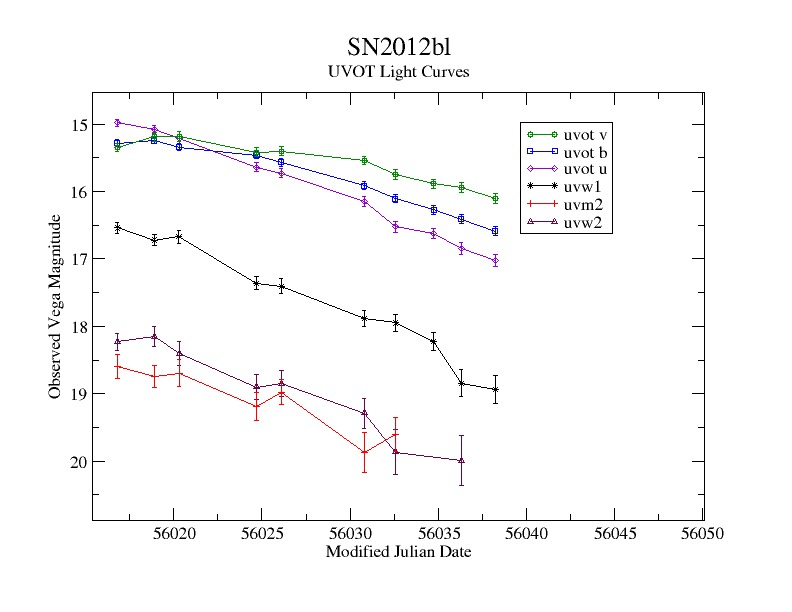 SN2012bl
UVOT Light Curves
Observed Vega Magnitude
15
16
17
18
19
20
uvot v
uvot b
uvot u
uvw1
uvm2
uvw2
56020 56025 56030 56035 56040 56045 56050
Modified Julian Date